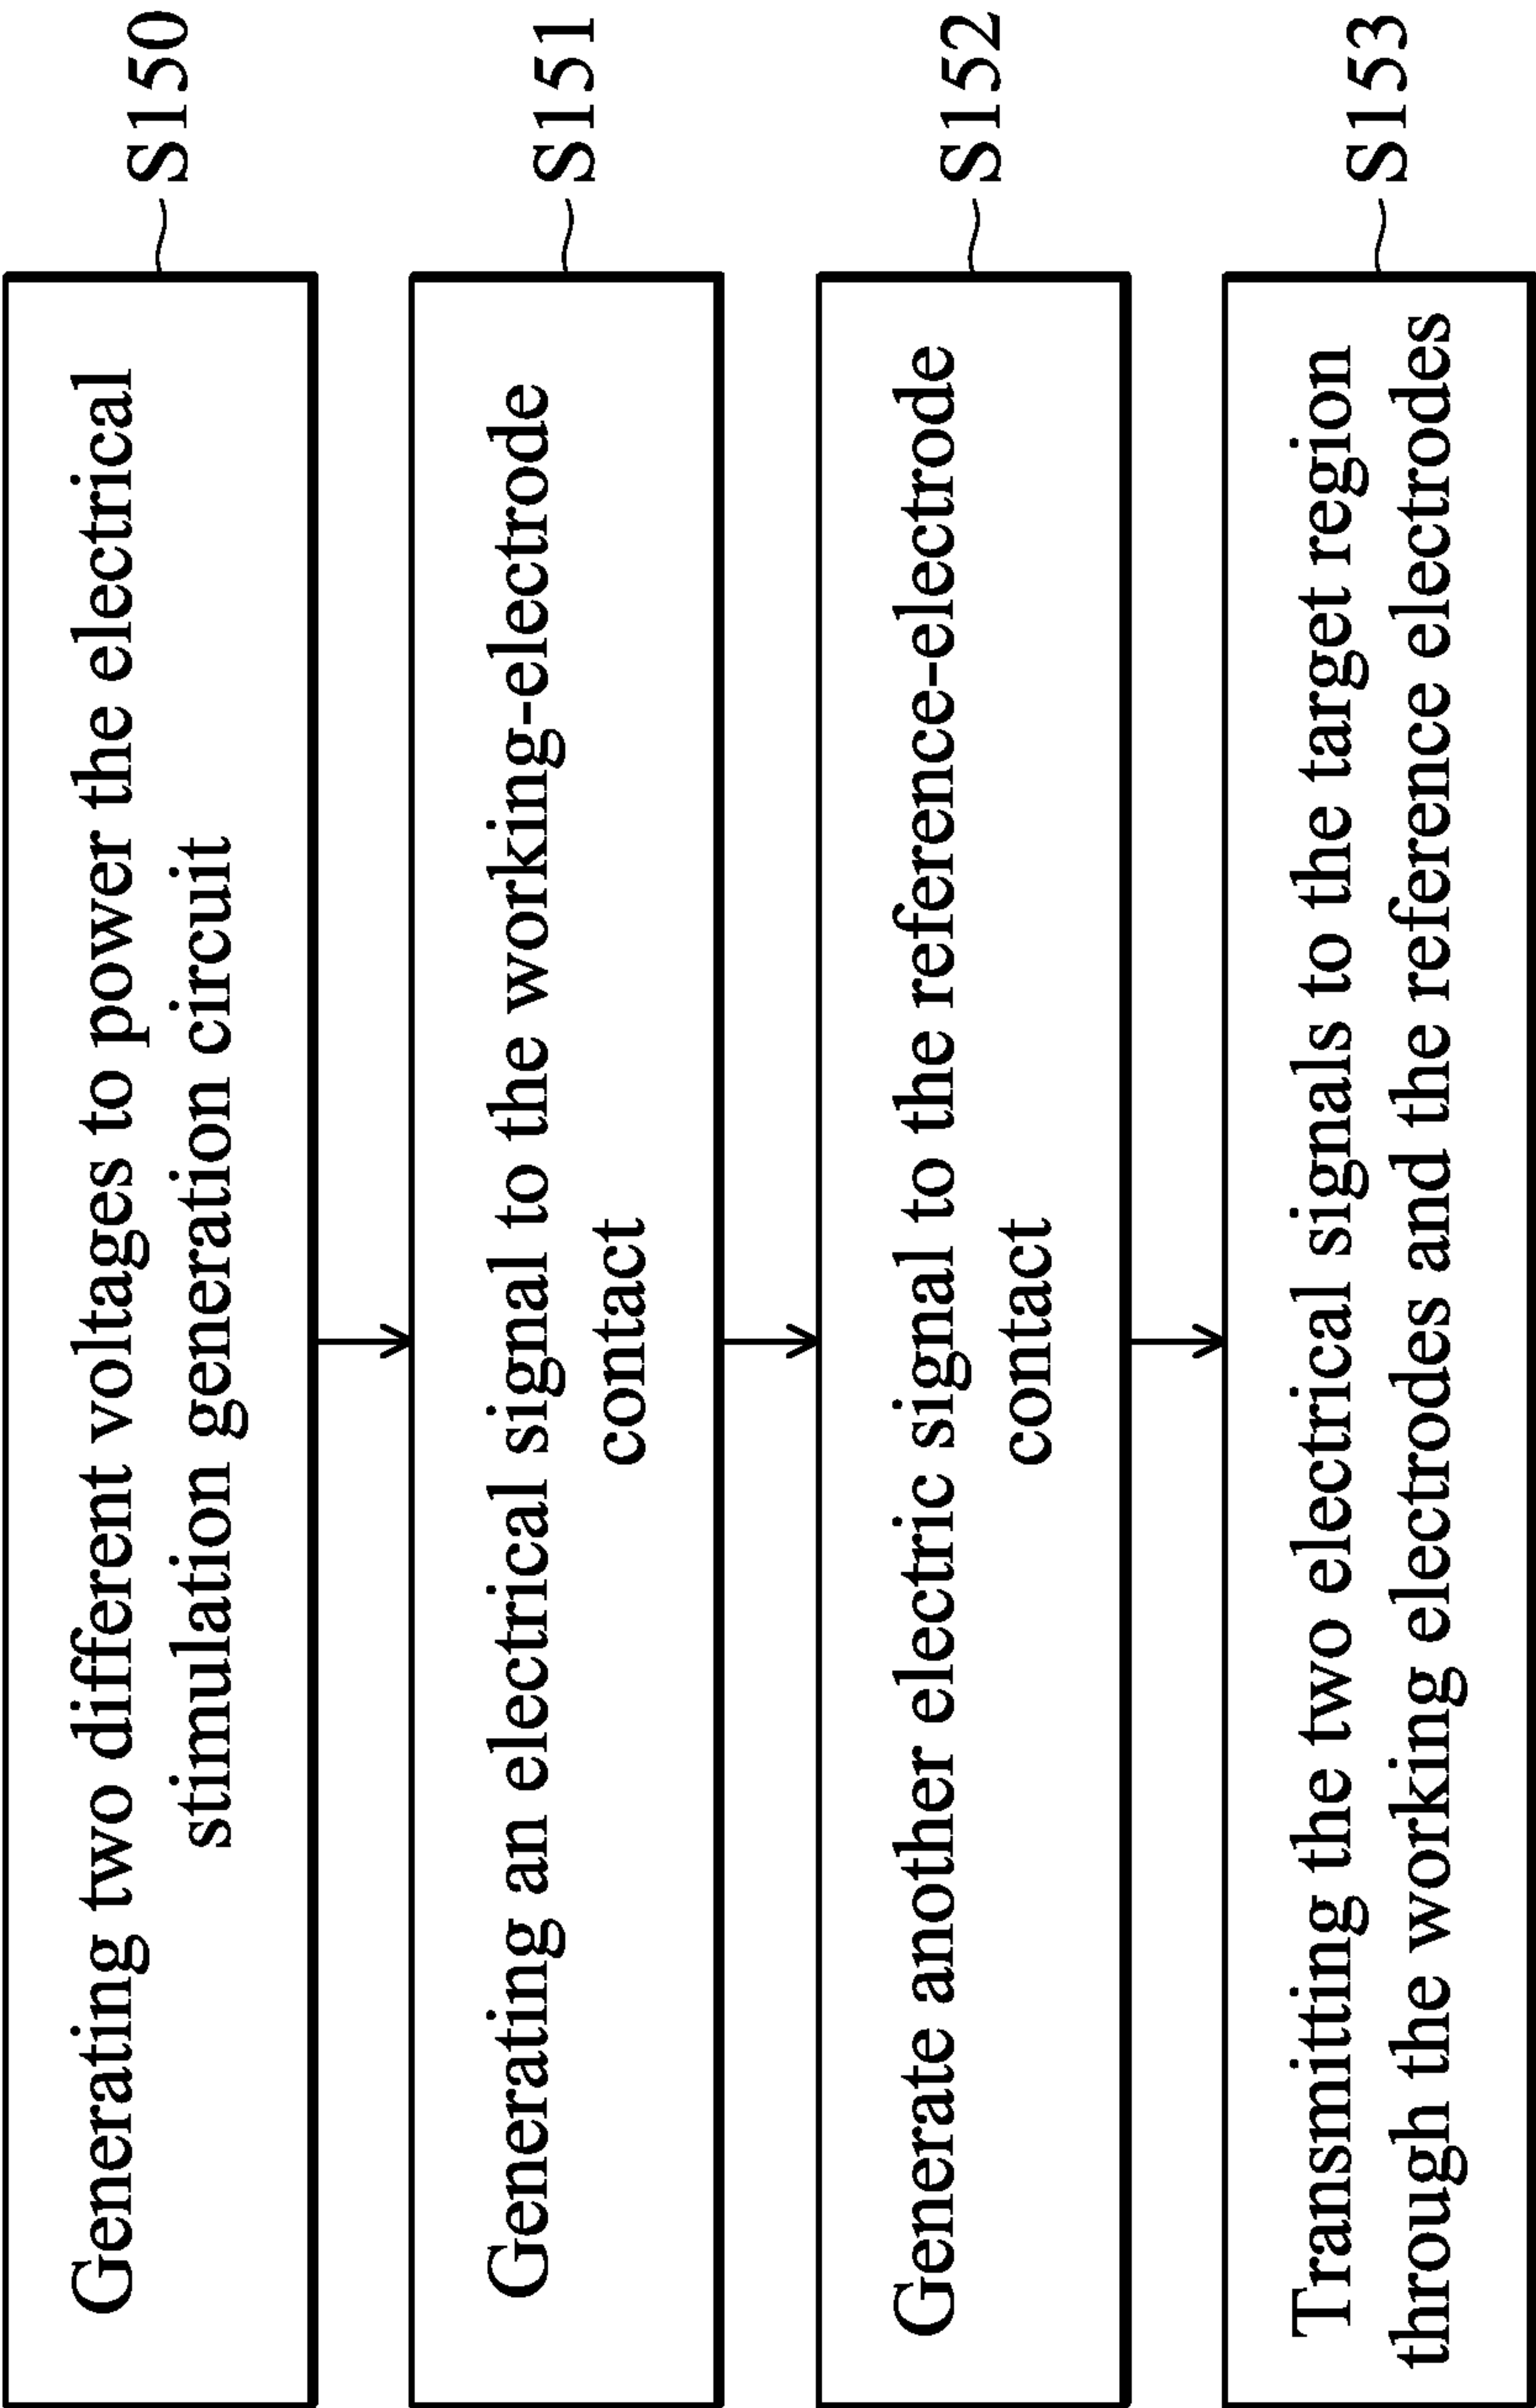 Generating two different voltages to power the electrical
stimulation generation circuit
S150
Generating an electrical signal to the working-electrode
contact
S151
Generate another electric signal to the reference-electrode
contact
S152
Transmitting the two electrical signals to the target region
through the working electrodes and the reference electrodes
S153